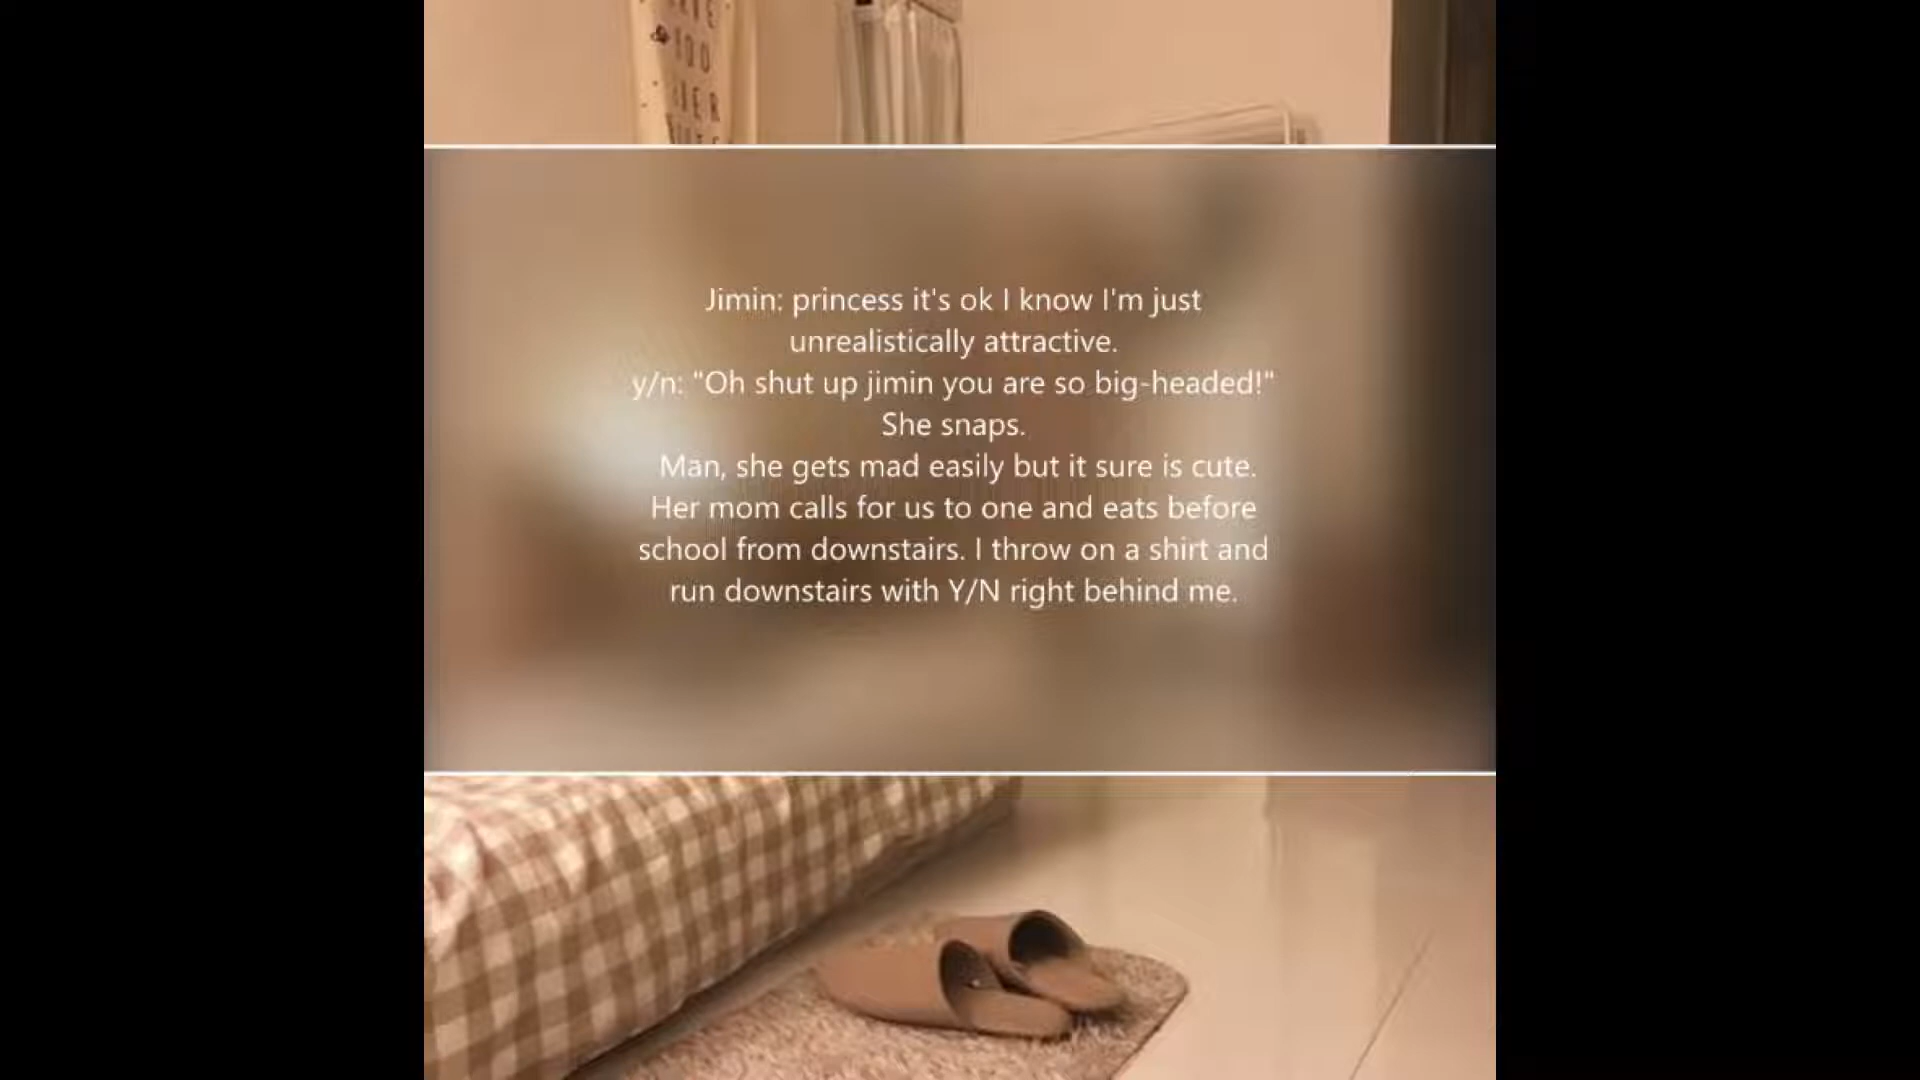 Jimin: princess it's ok I know I'm just
unrealistically attractive.
y/n: "Oh shut up jimin you are so big-headed!"
She snaps.
Man, she gets mad easily but it sure is cute.
Her mom calls for us to one and eats before
school from downstairs. I throw on a shirt and
run downstairs with Y/N right behind me.